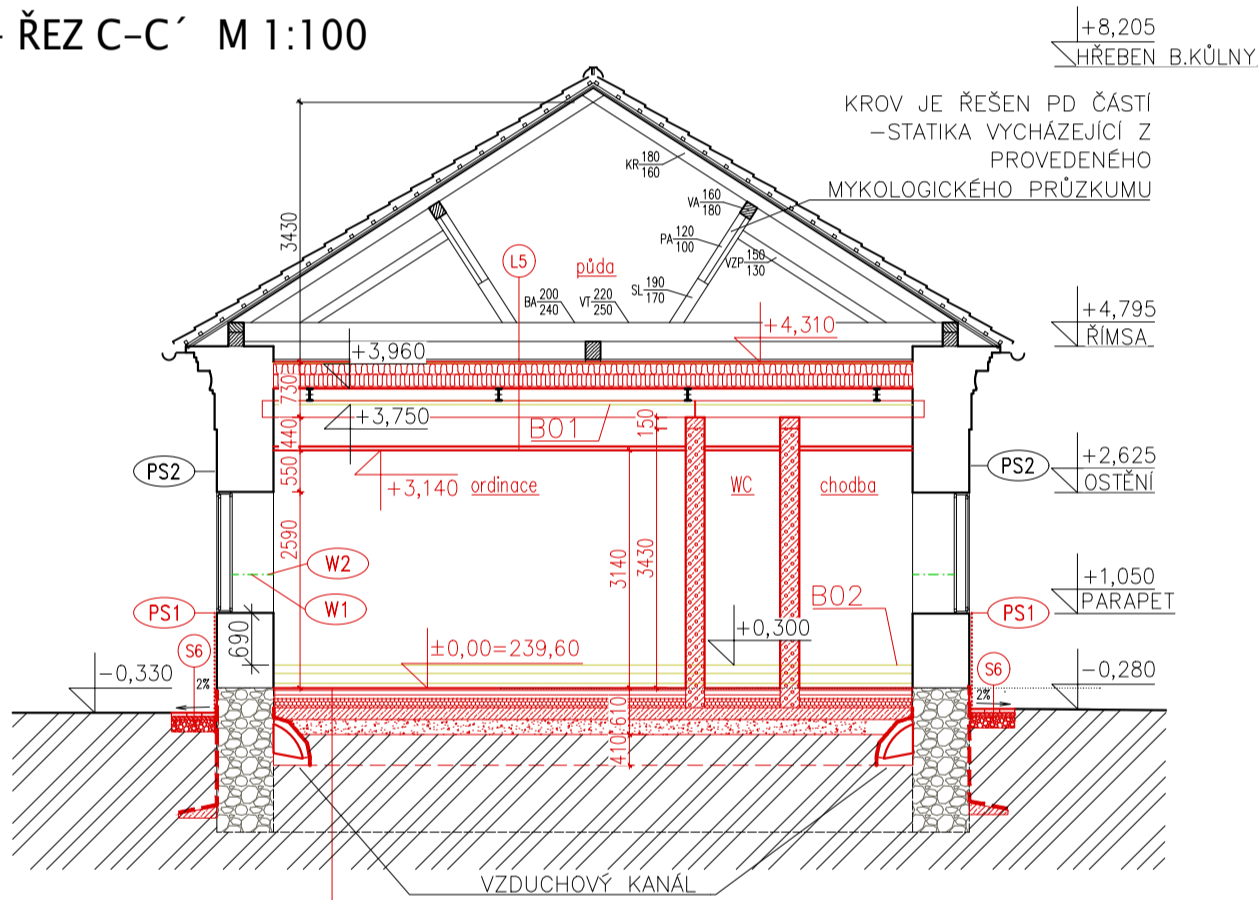 - ŘEZ C-C´ M 1:100
+8,205
HŘEBEN B.KŮLNY
KROV JE ŘEŠEN PD ČÁSTÍ
-STATIKA VYCHÁZEJÍCÍ Z
PROVEDENÉHO
MYKOLOGICKÉHO PRŮZKUMU
KR 180
160
VA 160
180
PA 120
100
VZP 150
130
SL 190
170
BA 200
240
VT 220
250
3430
L5
půda
+4,310
+4,795
ŘÍMSA
+3,960
730
+3,750
440
BO1
150
550
PS2
+3,140
ordinace
WC
chodba
PS2
+2,625
OSTĚNÍ
2590
3140
3430
W2
W1
+1,050
PARAPET
PS1
BO2
PS1
690
+0,300
±0,00=239,60
S6
2%
-0,330
S6
2%
-0,280
610
410
VZDUCHOVÝ KANÁL